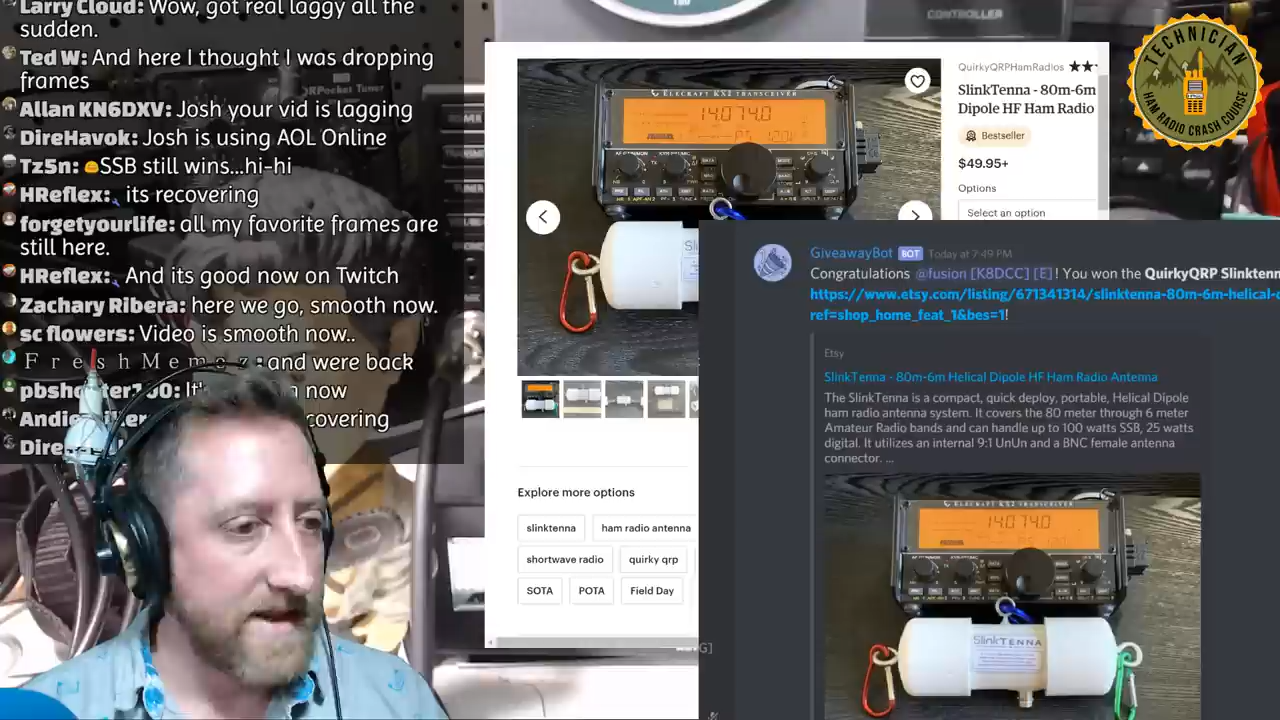 Larry Cloud: Wow, got real laggy all the
sudden.
Ted W: And here I thought I was dropping
frames
Allen KN6DXV: Josh your vid is lagging
DireHavok: Josh is using AOL Online
TzSn: SSB still wins...hi-hi
HReflex: its recovering
forgetyourlife: all my favorite frames are
still here.
HReflex: And its good now on Twitch
Zachary Ribera: here we go, smooth now.
sc flowers: Video is smooth now..
FreshMemez: and were back
now
CONTROLLER
TECHNICIAN
HAM RADIO CRASH COURSE
ELECRAFT KX2 TRANSCEIVER
14.074.0
QuirkyQRPHamRadios ★★
SlinkTenna - 80m-6m
Dipole HF Ham Radio
Bestseller
$49.95+
Options
Select an option
Explore more options
slinktenna
ham radio antenna
shortwave radio
quirky qrp
SOTA
POTA
Field Day
GiveawayBot BOT Today at 7:49 PM
Congratulations @fusion [K8DCC] [E] ! You won the QuirkyQRP Slinktenn
https://www.etsy.com/listing/671341314/slinktenna-80m-6m-helical-
ref=shop_home_feat_1&bes=1!
Etsy
SlinkTenna - 80m-6m Helical Dipole HF Ham Radio Antenna
The SlinkTenna is a compact, quick deploy, portable, Helical Dipole
ham radio antenna system. It covers the 80 meter through 6 meter
Amateur Radio bands and can handle up to 100 watts SSB, 25 watts
digital. It utilizes an internal 9:1 UnUn and a BNC female antenna
connector. ...
ELECRAFT KX2 TRANSCEIVER
14.074.0
SlinkTENNA